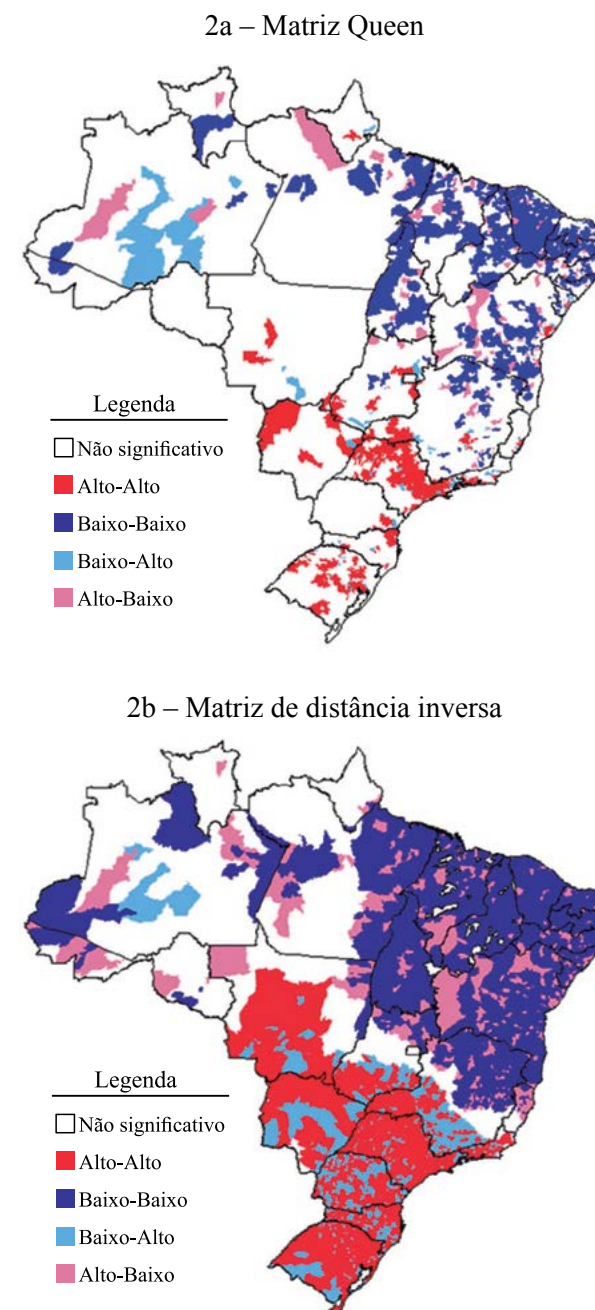 2a – Matriz Queen
Legenda
Não significativo
Alto-Alto
Baixo-Baixo
Baixo-Alto
Alto-Baixo
2b – Matriz de distância inversa
Legenda
Não significativo
Alto-Alto
Baixo-Baixo
Baixo-Alto
Alto-Baixo